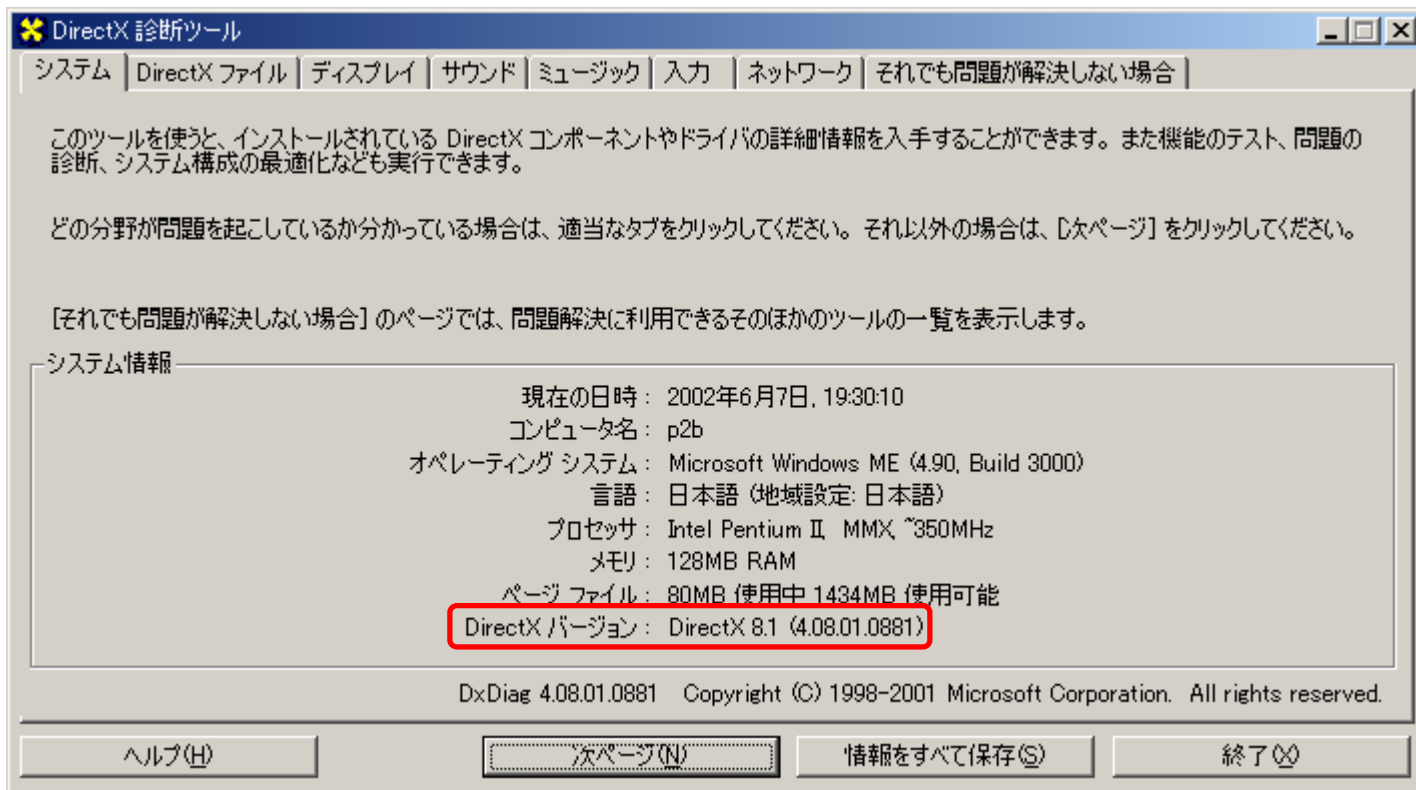 DirectX 診断ツール
システム DirectX ファイル ディスプレイ サウンド ミュージック 入力 ネットワーク それでも問題が解決しない場合
このツールを使うと、インストールされている DirectX コンポーネントやドライバの詳細情報を入手することができます。また機能のテスト、問題の
診断、システム構成の最適化なども実行できます。
どの分野が問題を起こしているか分かっている場合は、適当なタブをクリックしてください。それ以外の場合は、[次ページ] をクリックしてください。
[それでも問題が解決しない場合] のページでは、問題解決に利用できるそのほかのツールの一覧を表示します。
システム情報
現在の日時： 2002年6月7日, 19:30:10
コンピュータ名： p2b
オペレーティング システム： Microsoft Windows ME (4.90, Build 3000)
言語： 日本語 (地域設定: 日本語)
プロセッサ： Intel Pentium II, MMX, ~350MHz
メモリ： 128MB RAM
ページ ファイル： 80MB 使用中 1434MB 使用可能
DirectX バージョン： DirectX 8.1 (4.08.01.0881)
DxDiag 4.08.01.0881 Copyright (C) 1998-2001 Microsoft Corporation. All rights reserved.
ヘルプ(H) 次ページ(N) 情報をすべて保存(S) 終了(X)